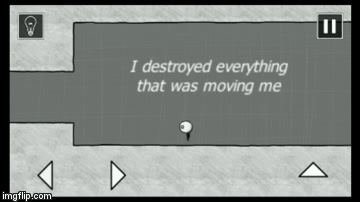 I destroyed everything
that was moving me
imgflip.com